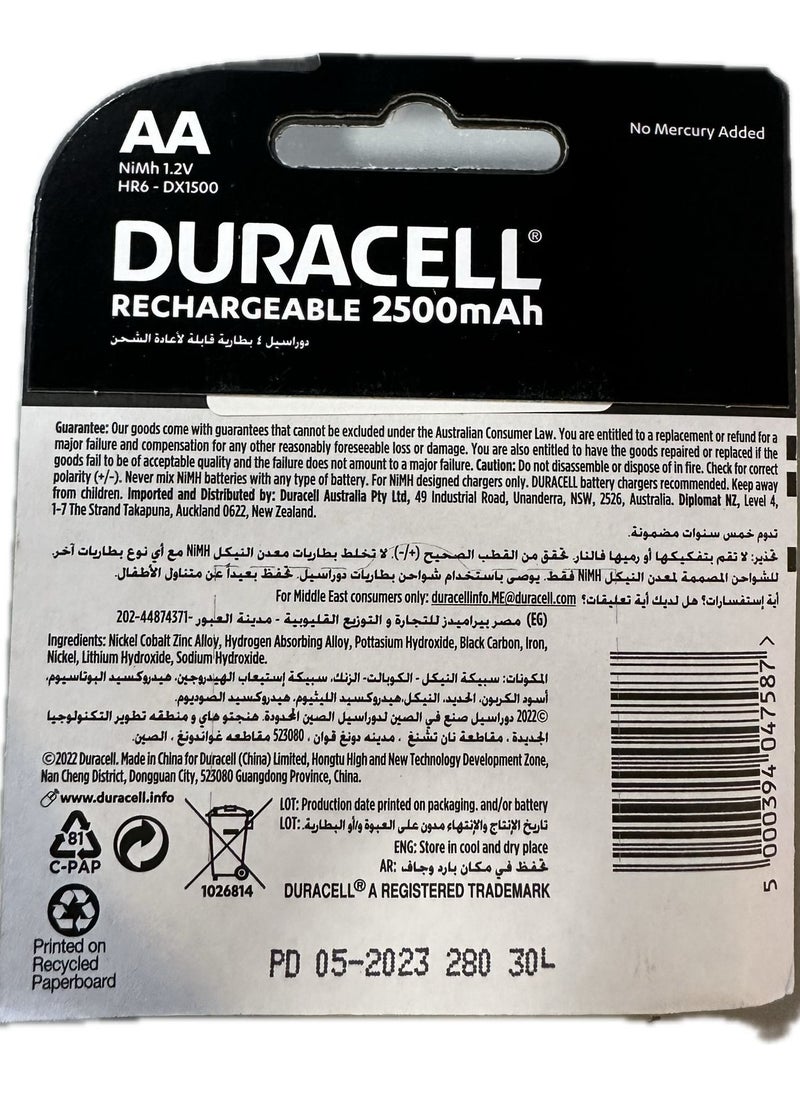 AA
NiMh 1.2V
HR6 - DX1500
No Mercury Added
DURACELL®
RECHARGEABLE 2500mAh
دوراسيل ٤ بطارية قابلة لأعادة الشحن
Guarantee: Our goods come with guarantees that cannot be excluded under the Australian Consumer Law. You are entitled to a replacement or refund for a
major failure and compensation for any other reasonably foreseeable loss or damage. You are also entitled to have the goods repaired or replaced if the
goods fail to be of acceptable quality and the failure does not amount to a major failure. Caution: Do not disassemble or dispose of in fire. Check for correct
polarity (+/-). Never mix NiMH batteries with any type of battery. For NiMH designed chargers only. DURACELL battery chargers recommended. Keep away
from children. Imported and Distributed by: Duracell Australia Pty Ltd, 49 Industrial Road, Unanderra, NSW, 2526, Australia. Diplomat NZ, Level 4,
1-7 The Strand Takapuna, Auckland 0622, New Zealand.
تدوم خمس سنوات مضمونة.
تحذير: لا تقم بتفكيكها أو رميها فالنار. تحقق من القطب الصحيح (+/-). لا تخلط بطاريات معدن النيكل NiMH مع أي نوع بطاريات آخر.
للشواحن المصممة لمعدن النيكل NiMH فقط. يوصى باستخدام شواحن بطاريات دوراسيل. تحفظ بعيداً عن متناول الأطفال.
أية إستفسارات؟ هل لديك أية تعليقات؟ For Middle East consumers only: duracellinfo.ME@duracell.com
(EG) مصر بيراميدز للتجارة و التوزيع القليوبية - مدينة العبور -202-44874371
Ingredients: Nickel Cobalt Zinc Alloy, Hydrogen Absorbing Alloy, Pottasium Hydroxide, Black Carbon, Iron,
Nickel, Lithium Hydroxide, Sodium Hydroxide.
المكونات: سبيكة النيكل - الكوبالت- الزنك، سبيكة إستيعاب الهيدروجين، هيدروكسيد البوتاسيوم،
أسود الكربون، الحديد، النيكل،هيدروكسيد الليثيوم، هيدروكسيد الصوديوم.
©2022 دوراسيل صنع في الصين لدوراسيل الصين المحدودة، هنجتو هاي و منطقه تطوير التكنولوجيا
الجديدة ، مقاطعة نان تشنغ ، مدينه دونغ قوان ، 523080 مقاطعه غواندونغ ، الصين.
©2022 Duracell. Made in China for Duracell (China) Limited, Hongtu High and New Technology Development Zone,
Nan Cheng District, Dongguan City, 523080 Guangdong Province, China.
www.duracell.info
LOT: Production date printed on packaging. and/or battery
LOT: تاريخ الإنتاج والإنتهاء مدون على العبوة و/أو البطارية.
ENG: Store in cool and dry place
AR: تحفظ في مكان بارد وجاف
81
C-PAP
1026814
DURACELL® A REGISTERED TRADEMARK
Printed on
Recycled
Paperboard
PD 05-2023 280 30L
5 000394 047587 >